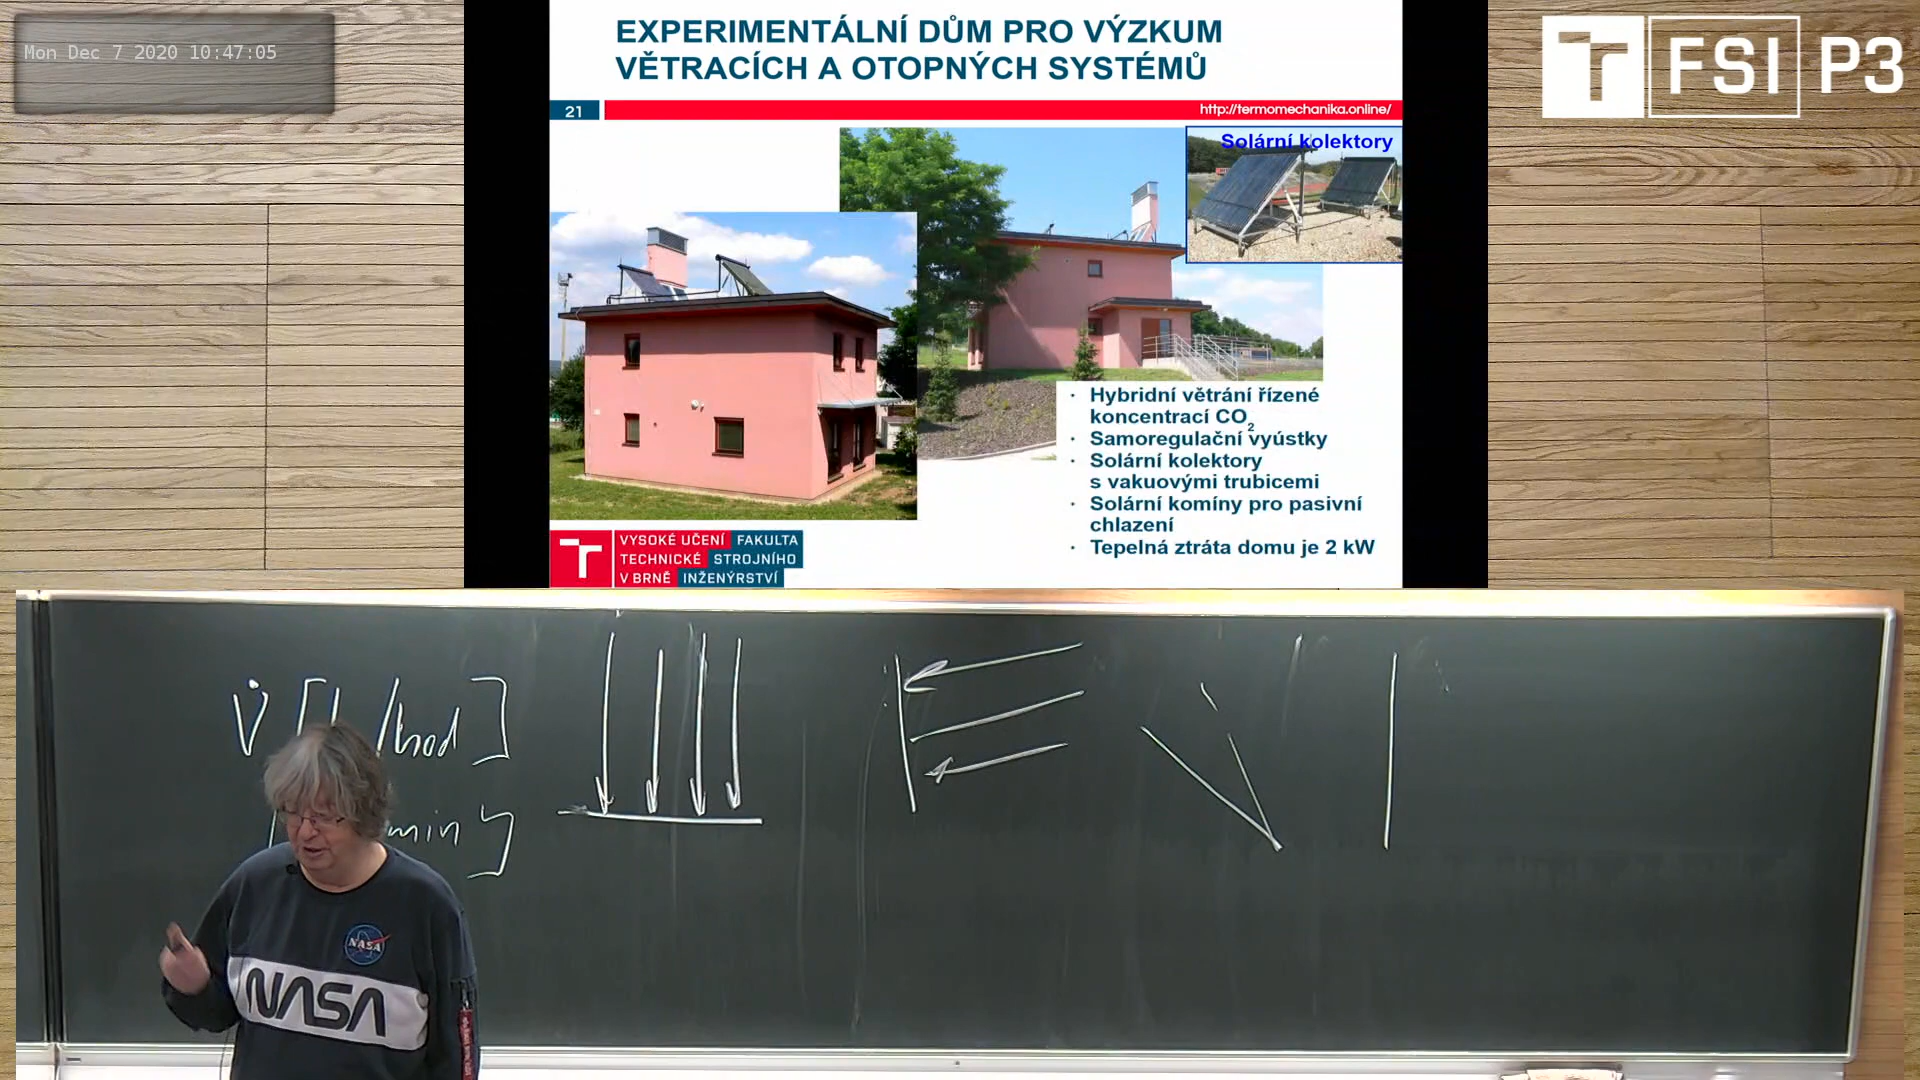 Mon Dec 7 2020 10:47:05
EXPERIMENTÁLNÍ DŮM PRO VÝZKUM
VĚTRACÍCH A OTOPNÝCH SYSTÉMŮ
21
http://termomechanika.online/
Solární kolektory
· Hybridní větrání řízené
koncentrací CO2
· Samoregulační vyústky
· Solární kolektory
s vakuovými trubicemi
· Solární komíny pro pasivní
chlazení
· Tepelná ztráta domu je 2 kW
VYSOKÉ UČENÍ FAKULTA
TECHNICKÉ STROJNÍHO
V BRNĚ INŽENÝRSTVÍ
FSI P3
V̇ [ /hod ]
min ]
NASA
NASA